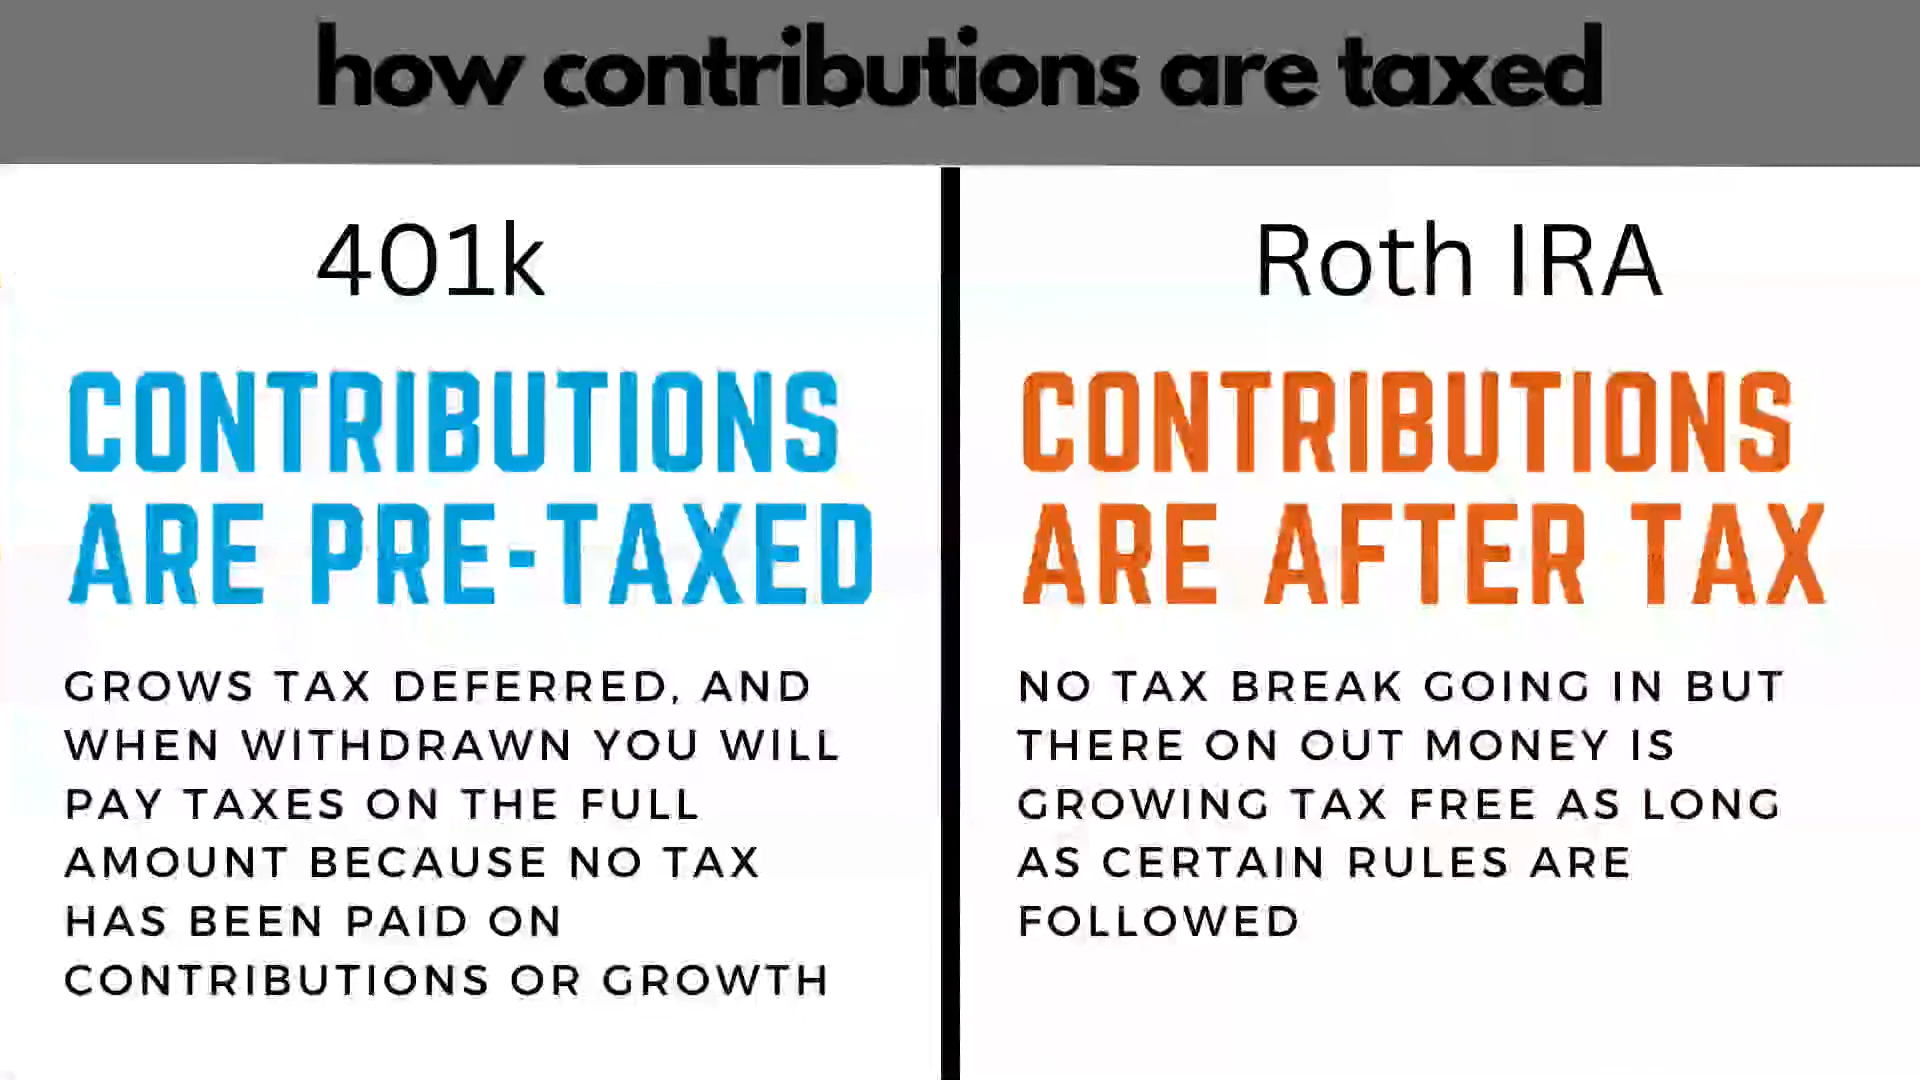 how contributions are taxed
401k
CONTRIBUTIONS
ARE PRE-TAXED
GROWS TAX DEFERRED, AND
WHEN WITHDRAWN YOU WILL
PAY TAXES ON THE FULL
AMOUNT BECAUSE NO TAX
HAS BEEN PAID ON
CONTRIBUTIONS OR GROWTH
Roth IRA
CONTRIBUTIONS
ARE AFTER TAX
NO TAX BREAK GOING IN BUT
THERE ON OUT MONEY IS
GROWING TAX FREE AS LONG
AS CERTAIN RULES ARE
FOLLOWED